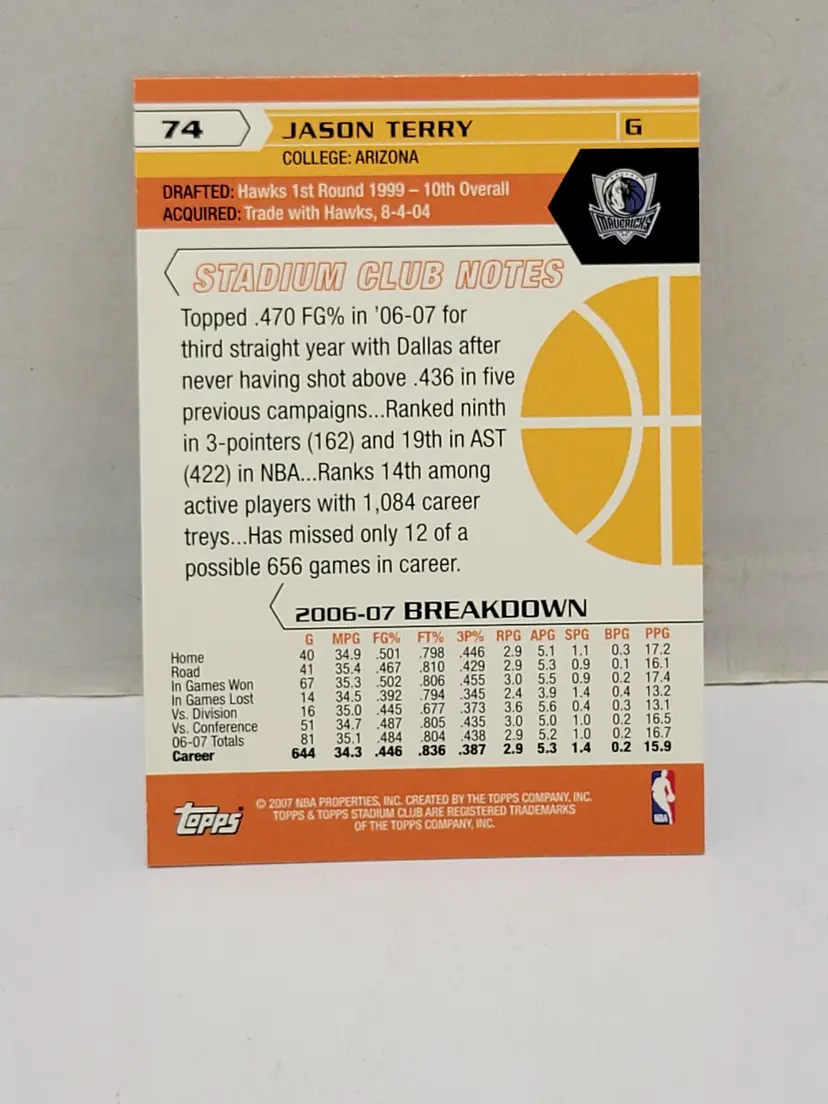 74
JASON TERRY
G
COLLEGE: ARIZONA
DRAFTED: Hawks 1st Round 1999 – 10th Overall
ACQUIRED: Trade with Hawks, 8-4-04
MAVERICKS
STADIUM CLUB NOTES
Topped .470 FG% in '06-07 for
third straight year with Dallas after
never having shot above .436 in five
previous campaigns...Ranked ninth
in 3-pointers (162) and 19th in AST
(422) in NBA...Ranks 14th among
active players with 1,084 career
treys...Has missed only 12 of a
possible 656 games in career.
2006-07 BREAKDOWN
G MPG FG% FT% 3P% RPG APG SPG BPG PPG
Home 40 34.9 .501 .798 .446 2.9 5.1 1.1 0.3 17.2
Road 41 35.4 .467 .810 .429 2.9 5.3 0.9 0.1 16.1
In Games Won 67 35.3 .502 .806 .455 3.0 5.5 0.9 0.2 17.4
In Games Lost 14 34.5 .392 .794 .345 2.4 3.9 1.4 0.4 13.2
Vs. Division 16 35.0 .445 .677 .373 3.6 5.6 0.4 0.3 13.1
Vs. Conference 51 34.7 .487 .805 .435 3.0 5.0 1.0 0.2 16.5
06-07 Totals 81 35.1 .484 .804 .438 2.9 5.2 1.0 0.2 16.7
Career 644 34.3 .446 .836 .387 2.9 5.3 1.4 0.2 15.9
topps
© 2007 NBA PROPERTIES, INC. CREATED BY THE TOPPS COMPANY, INC.
TOPPS & TOPPS STADIUM CLUB ARE REGISTERED TRADEMARKS
OF THE TOPPS COMPANY, INC.
NBA